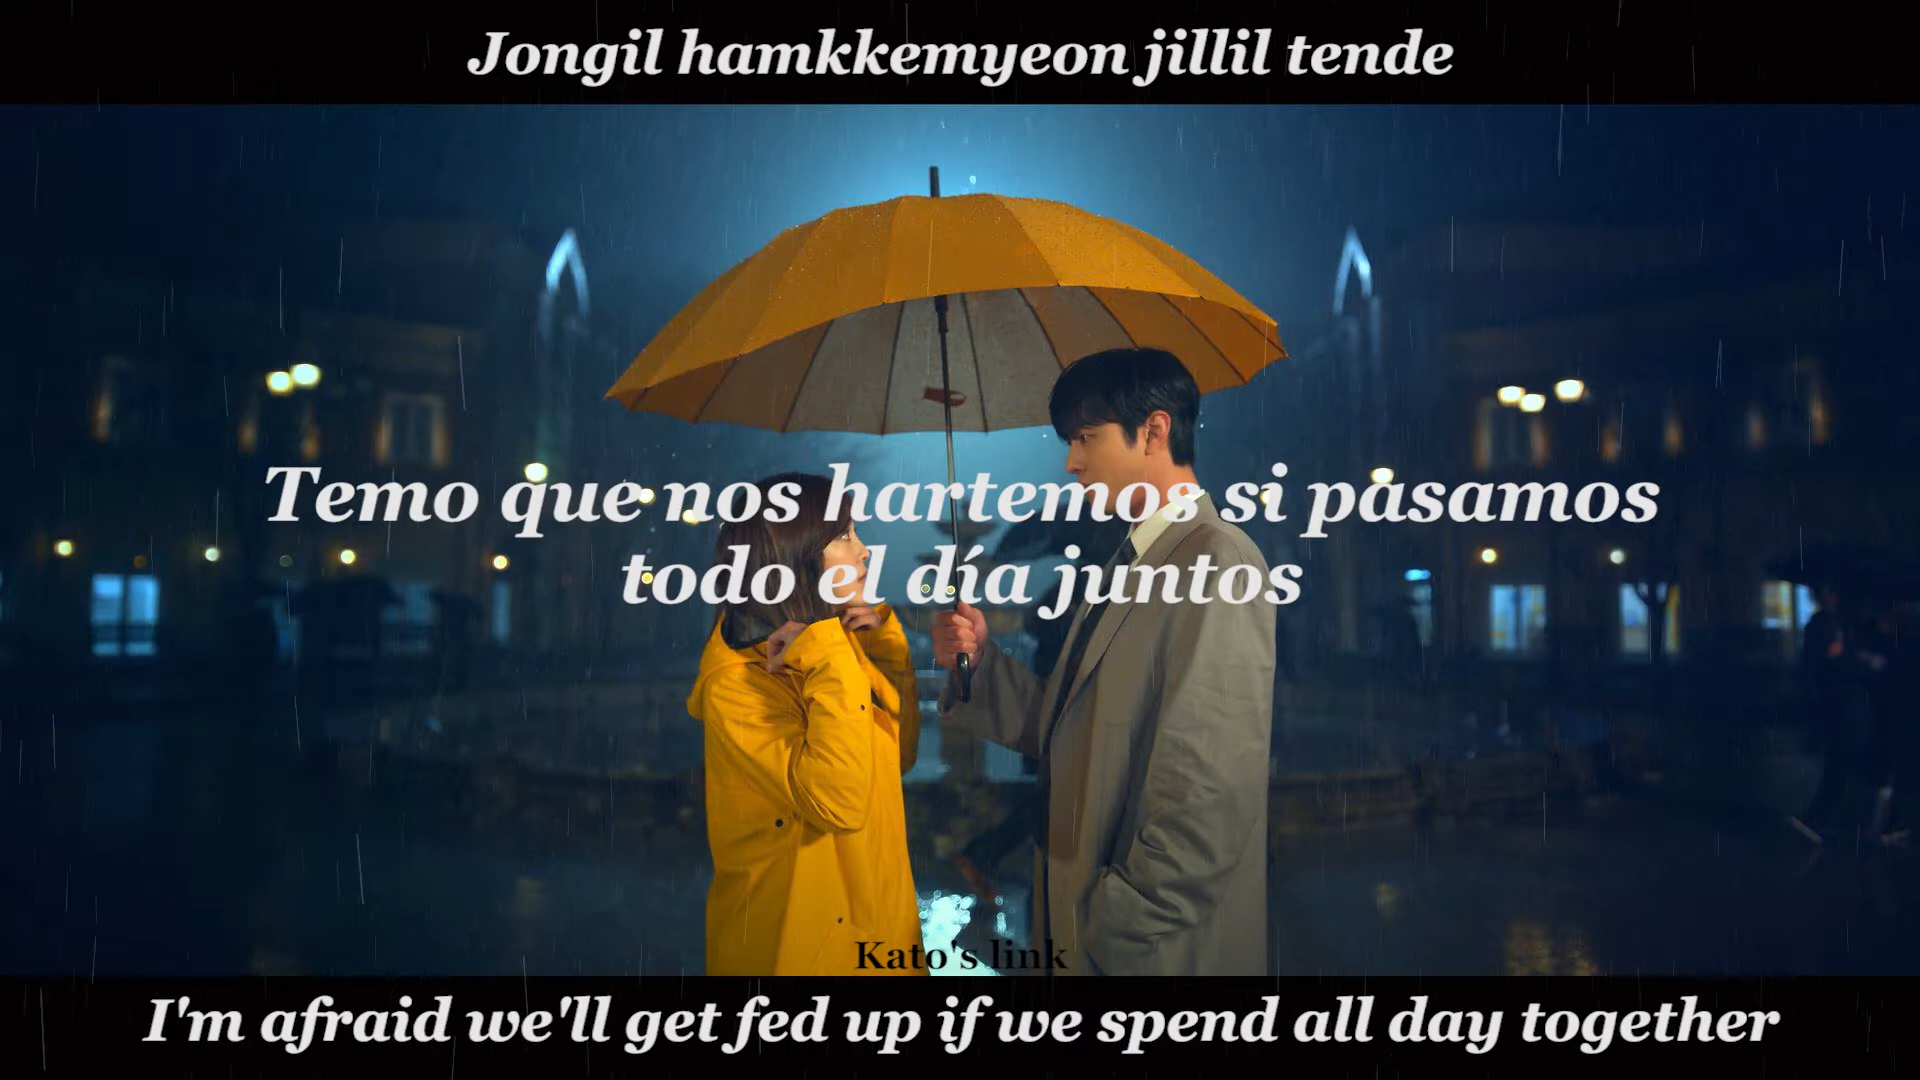 Jongil hamkkemyeon jillil tende
Temo que nos hartemos si pasamos
todo el día juntos
Kato's link
I'm afraid we'll get fed up if we spend all day together